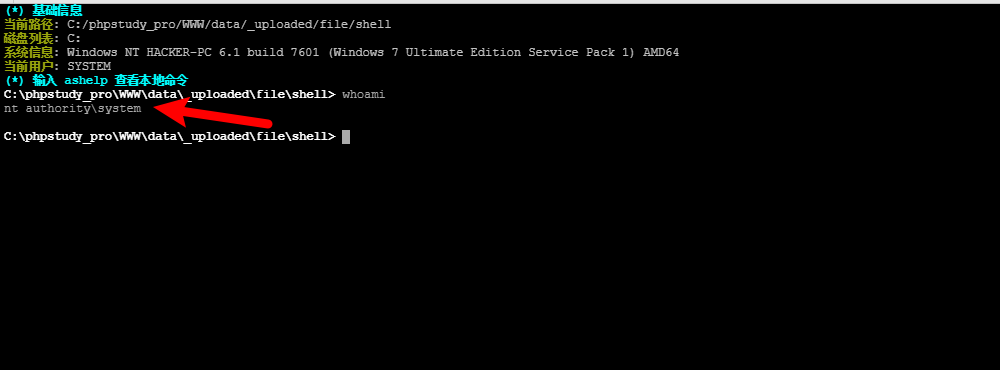 (*) 基础信息
当前路径: C:/phpstudy_pro/WWW/data/_uploaded/file/shell
磁盘列表: C:
系统信息: Windows NT HACKER-PC 6.1 build 7601 (Windows 7 Ultimate Edition Service Pack 1) AMD64
当前用户: SYSTEM
(*) 输入 ashelp 查看本地命令
C:\phpstudy_pro\WWW\data\_uploaded\file\shell> whoami
nt authority\system
C:\phpstudy_pro\WWW\data\_uploaded\file\shell>